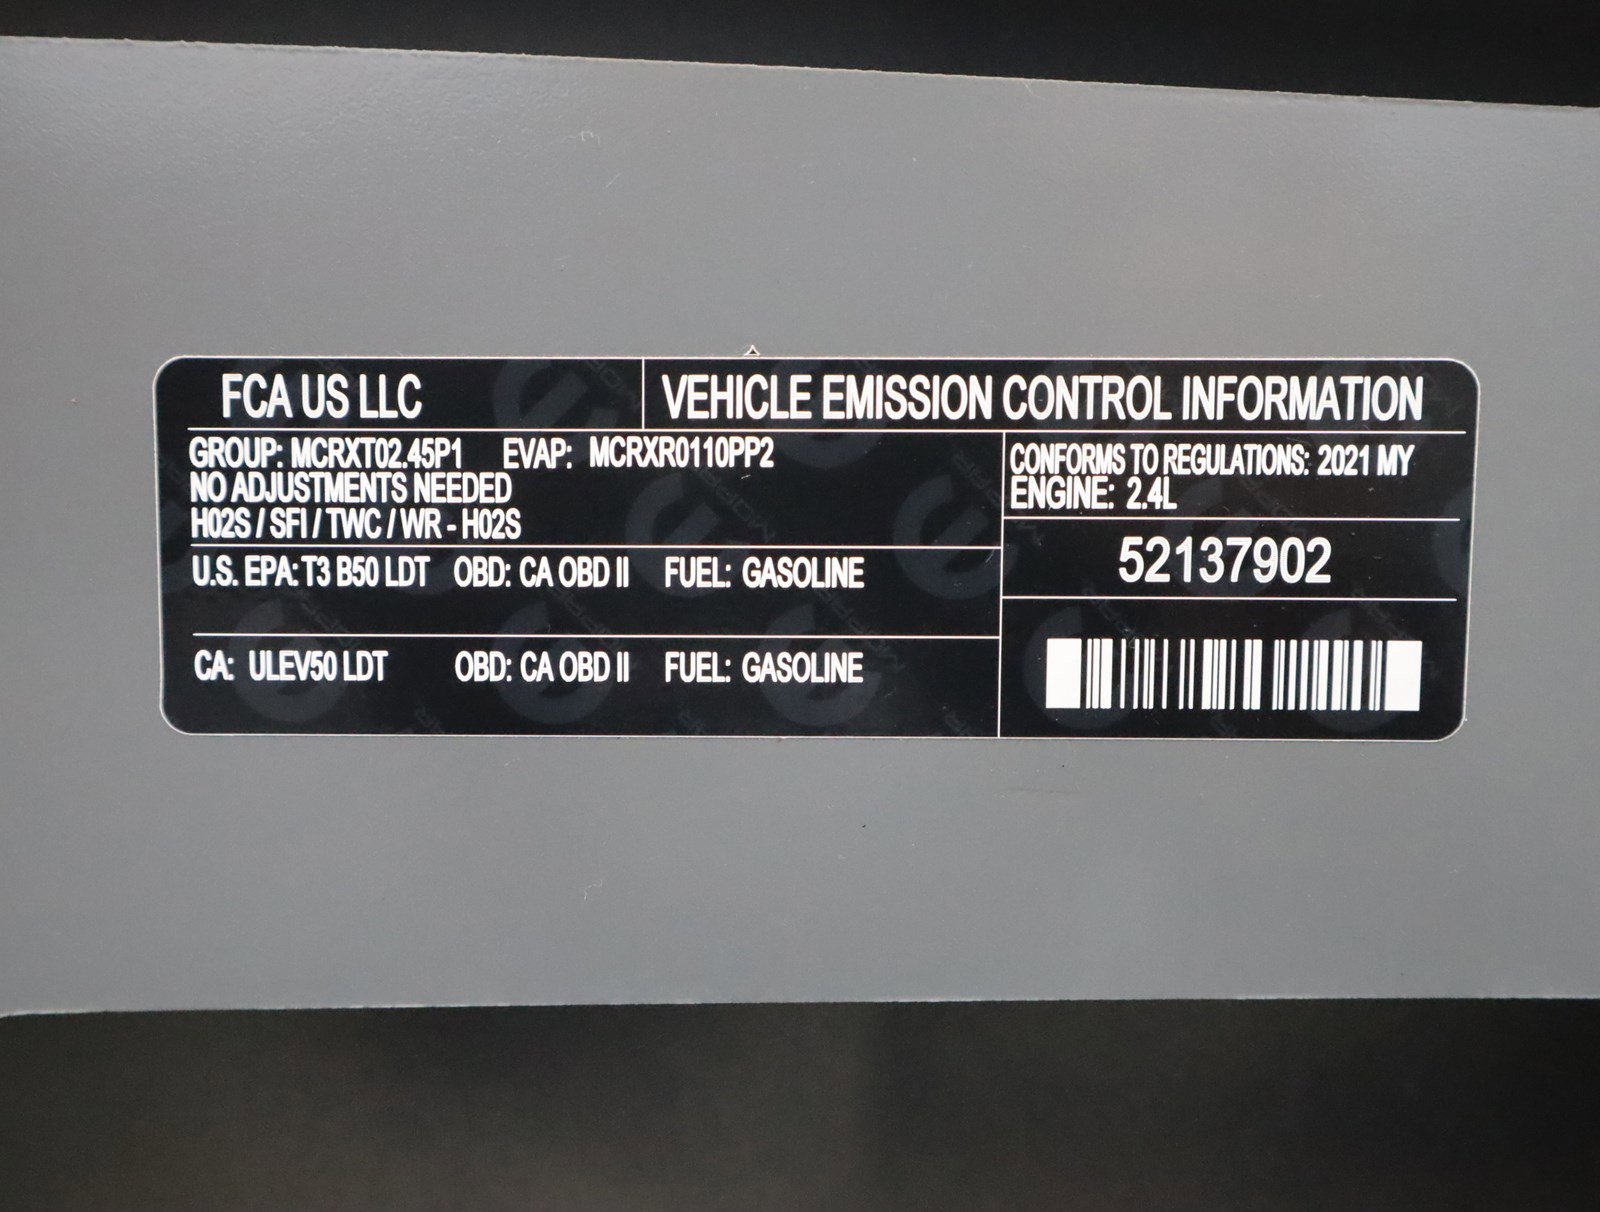 FCA US LLC
VEHICLE EMISSION CONTROL INFORMATION
GROUP: MCRXT02.45P1 EVAP: MCRXR0110PP2
NO ADJUSTMENTS NEEDED
H02S / SFI / TWC / WR - H02S
CONFORMS TO REGULATIONS: 2021 MY
ENGINE: 2.4L
52137902
U.S. EPA: T3 B50 LDT OBD: CA OBD II FUEL: GASOLINE
CA: ULEV50 LDT OBD: CA OBD II FUEL: GASOLINE